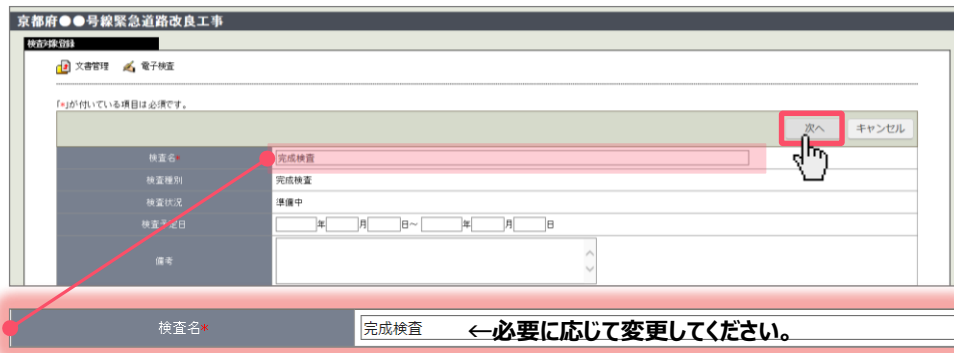 京都府●●号線緊急道路改良工事
検査対象登録
文書管理 電子検査
「*」が付いている項目は必須です。
次へ キャンセル
検査名* 完成検査
検査種別 完成検査
検査状況 準備中
検査予定日 年 月 日~ 年 月 日
備考
検査名* 完成検査 ←必要に応じて変更してください。